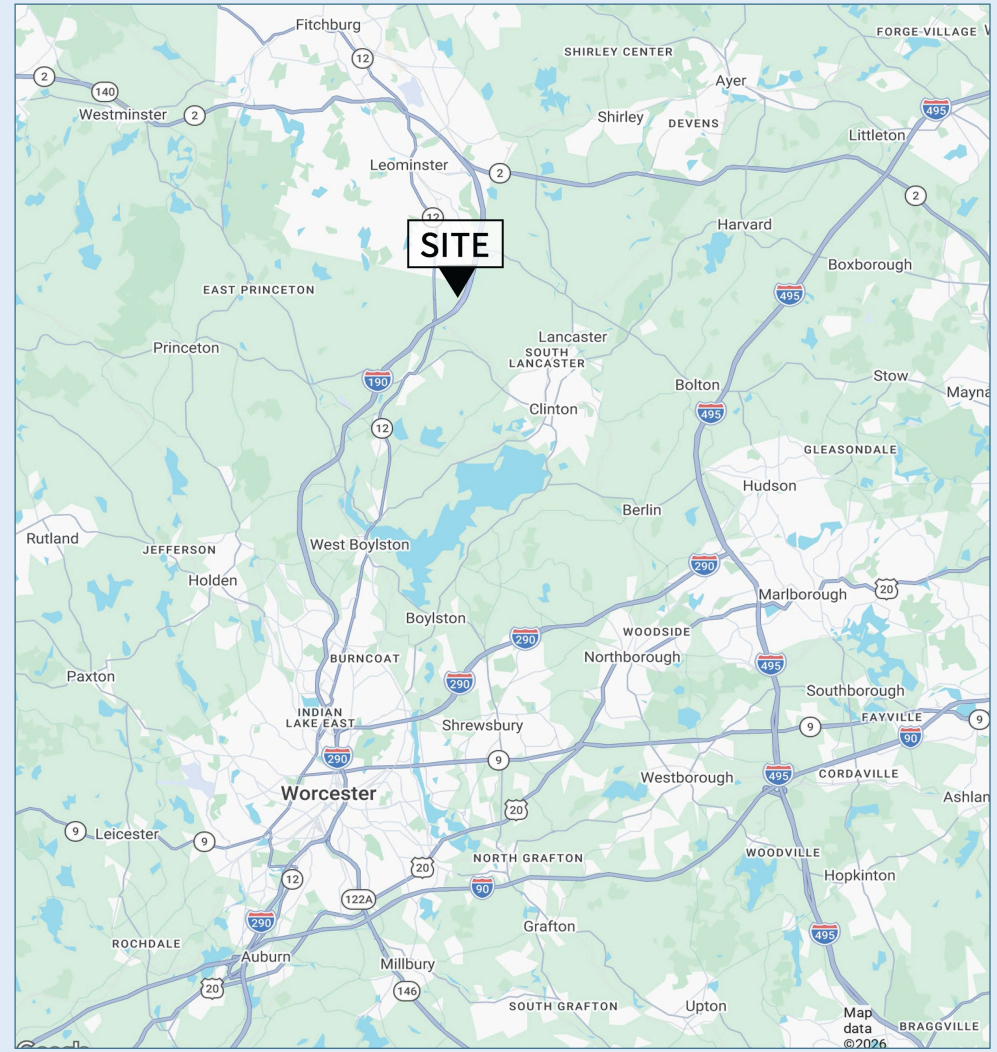 Fitchburg
FORGE VILLAGE
SHIRLEY CENTER
12
2
Ayer
140
495
Westminster
2
Shirley
DEVENS
Littleton
Leominster
2
2
12
Harvard
SITE
Boxborough
EAST PRINCETON
495
Lancaster
Princeton
SOUTH
LANCASTER
190
Stow
Bolton
Mayna
Clinton
495
12
GLEASONDALE
Hudson
Berlin
Rutland
West Boylston
JEFFERSON
290
Holden
20
Marlborough
Boylston
WOODSIDE
290
BURNCOAT
Northborough
495
Paxton
290
Southborough
INDIAN
LAKE EAST
FAYVILLE
9
Shrewsbury
9
90
290
9
495
CORDAVILLE
Westborough
Worcester
Ashlan
20
9
Leicester
9
WOODVILLE
NORTH GRAFTON
20
Hopkinton
12
90
122A
290
Grafton
495
ROCHDALE
Auburn
Millbury
20
146
SOUTH GRAFTON
Upton
Map
data
©2026
BRAGGVILLE